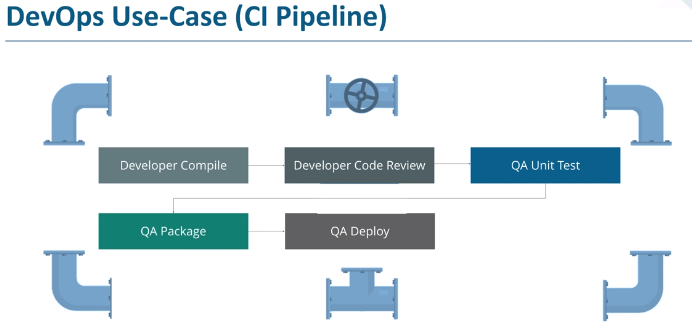 DevOps Use-Case (CI Pipeline)
Developer Compile
Developer Code Review
QA Unit Test
QA Package
QA Deploy